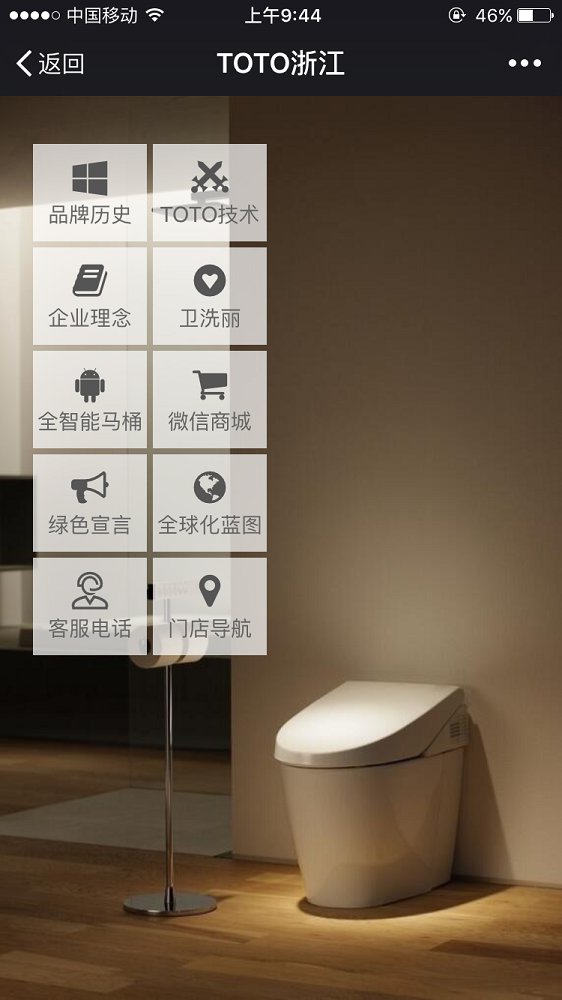 中国移动
上午9:44
46%
返回
TOTO浙江
品牌历史
TOTO技术
企业理念
卫洗丽
全智能马桶
微信商城
绿色宣言
全球化蓝图
客服电话
门店导航